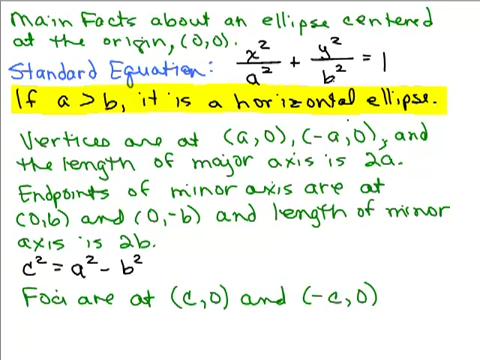 Main Facts about an ellipse centered
at the origin, (0,0).
Standard Equation: x²/a² + y²/b² = 1
If a > b, it is a horizontal ellipse.
Vertices are at (a,0), (-a,0), and
the length of major axis is 2a.
Endpoints of minor axis are at
(0,b) and (0,-b) and length of minor
axis is 2b.
c² = a² - b²
Foci are at (c,0) and (-c,0)